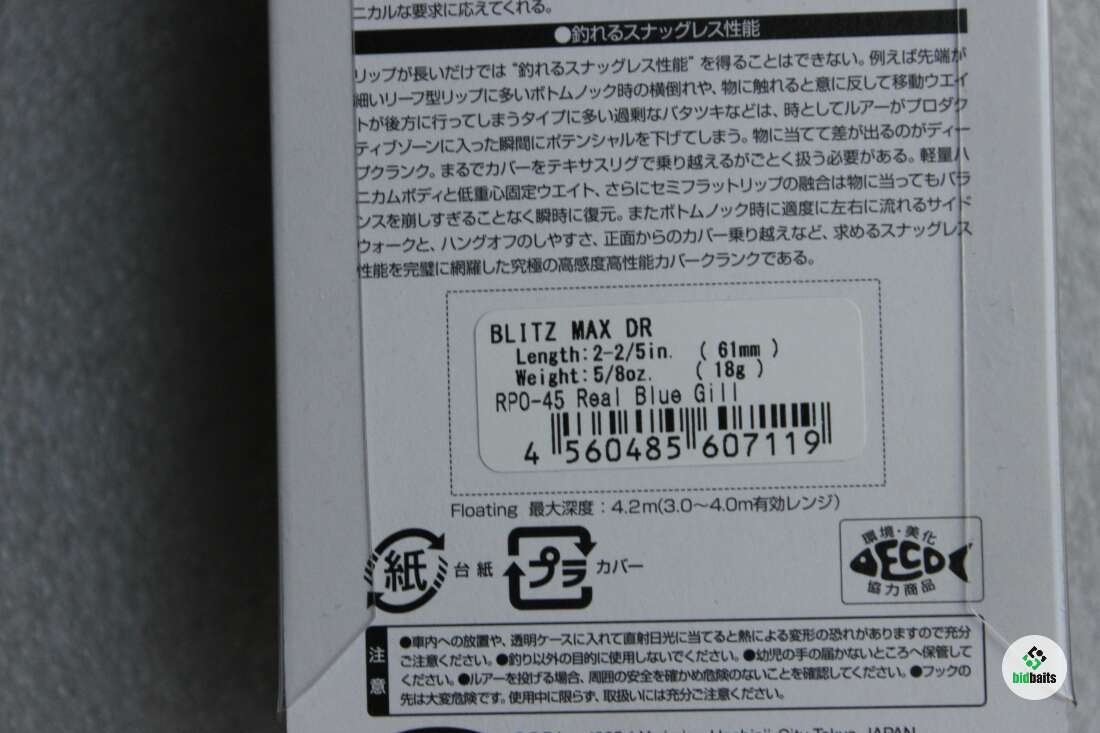 ニカルな要求に応えてくれる。
●釣れるスナッグレス性能
リップが長いだけでは“釣れるスナッグレス性能”を得ることはできない。例えば先端が
細いリーフ型リップに多いボトムノック時の横倒れや、物に触れると意に反して移動ウエイ
トが後方に行ってしまうタイプに多い過剰なバタツキなどは、時としてルアーがプロダク
ティブゾーンに入った瞬間にポテンシャルを下げてしまう。物に当てて差が出るのがディー
プクランク。まるでカバーをテキサスリグで乗り越えるがごとく扱う必要がある。軽量ハ
ニカムボディと低重心固定ウエイト、さらにセミフラットリップの融合は物に当ってもバラ
ンスを崩しすぎることなく瞬時に復元。またボトムノック時に適度に左右に流れるサイド
ウォークと、ハングオフのしやすさ、正面からのカバー乗り越えなど、求めるスナッグレス
性能を完璧に網羅した究極の高感度高性能カバークランクである。
BLITZ MAX DR
Length:2-2/5in. ( 61mm )
Weight:5/8oz. ( 18g )
RPO-45 Real Blue Gill
4 560485 607119
Floating 最大深度：4.2m(3.0～4.0m有効レンジ)
紙 台紙 プラ カバー
環境・美化
ECO
協力商品
注意
●車内への放置や、透明ケースに入れて直射日光に当てると熱による変形の恐れがありますので充分
ご注意ください。●釣り以外の目的に使用しないでください。●幼児の手の届かないところへ保管して
ください。●ルアーを投げる場合、周囲の安全を確かめ危険のないことを確認してください。●フックの
先は大変危険です。使用中に限らず、取扱いには充分ご注意ください。
bidbaits
Hachioji City Tokyo JAPAN